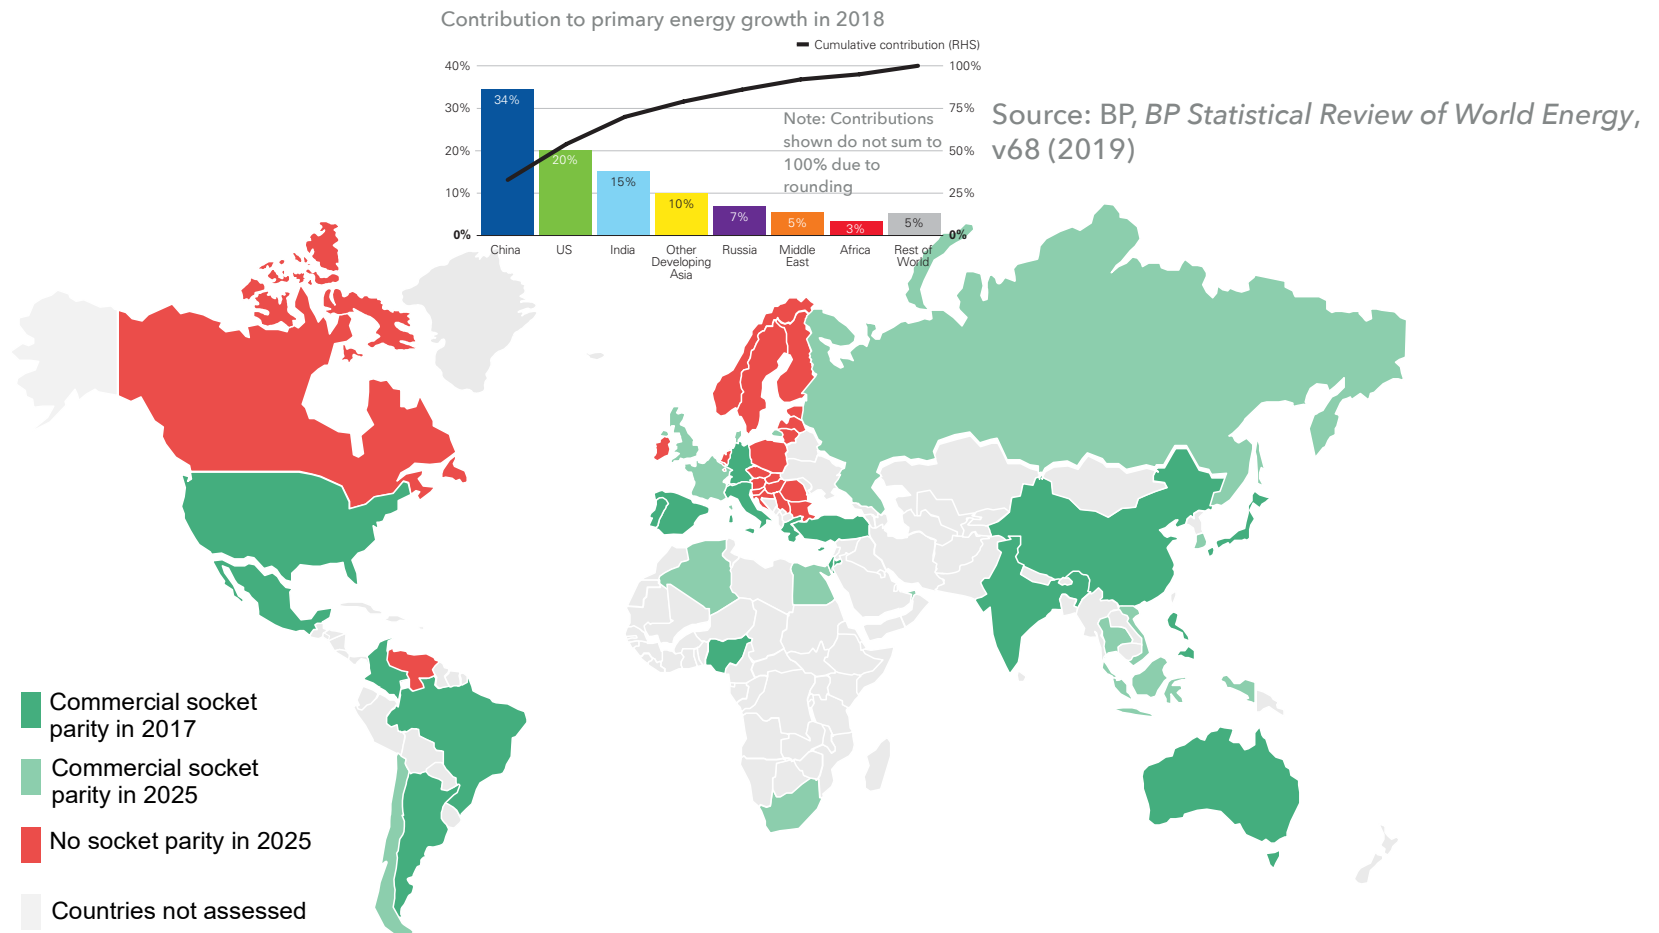 Contribution to primary energy growth in 2018
Cumulative contribution (RHS)
40%
30%
20%
10%
0%
100%
75%
50%
25%
0%
34%
20%
15%
10%
7%
5%
3%
5%
Note: Contributions
shown do not sum to
100% due to
rounding
China
US
India
Other
Developing
Asia
Russia
Middle
East
Africa
Rest of
World
Source: BP, BP Statistical Review of World Energy,
v68 (2019)
Commercial socket
parity in 2017
Commercial socket
parity in 2025
No socket parity in 2025
Countries not assessed